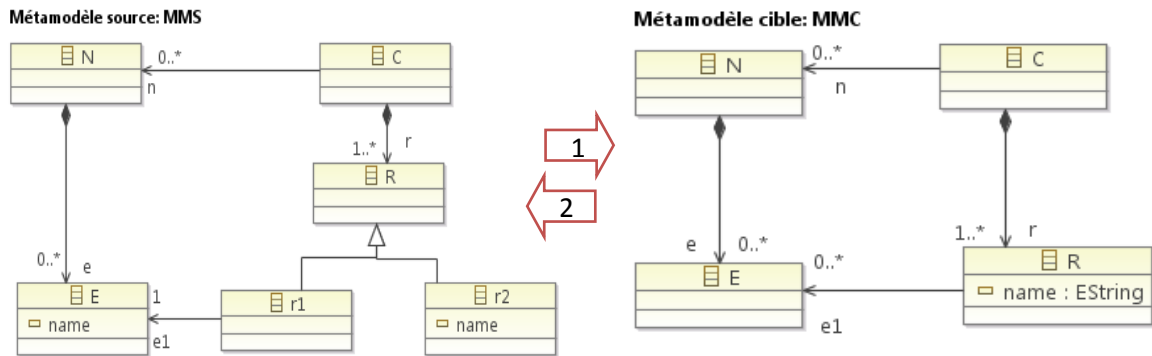 Métamodèle source: MMS
Métamodèle cible: MMC
N
0..*
n
C
N
0..*
n
C
1..*
r
1
2
R
0..*
e
E
name
1
e1
r1
r2
name
e
0..*
E
0..*
e1
1..*
r
R
name : EString